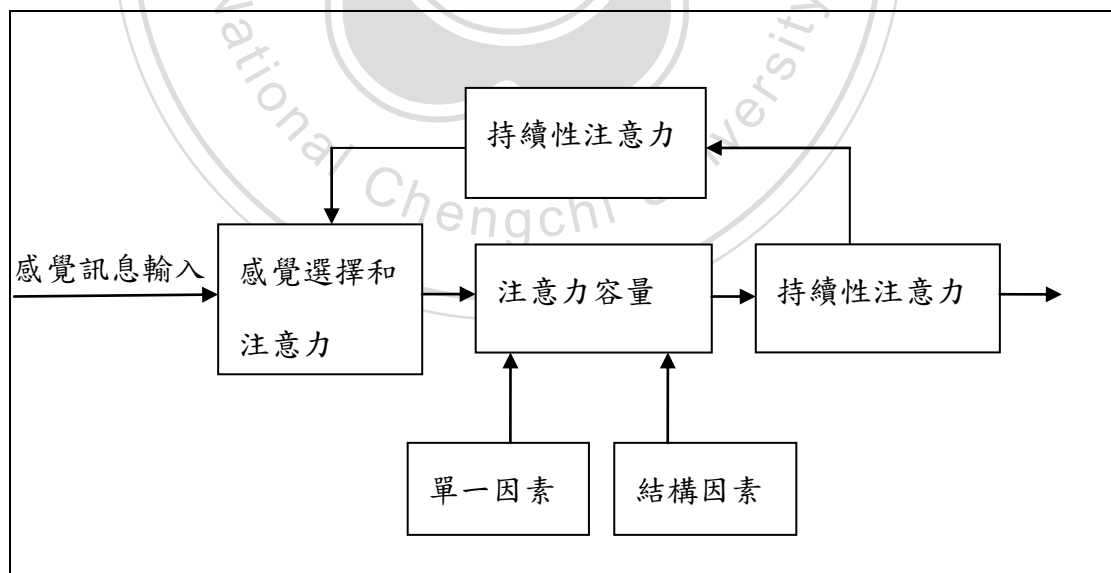 National Chengchi University
持續性注意力
感覺訊息輸入
感覺選擇和
注意力
注意力容量
持續性注意力
單一因素
結構因素